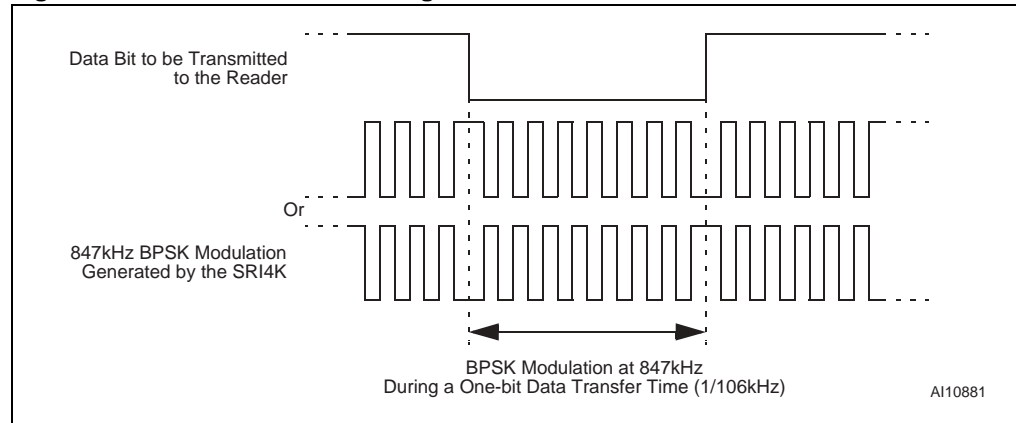 Data Bit to be Transmitted
to the Reader
Or
847kHz BPSK Modulation
Generated by the SRI4K
BPSK Modulation at 847kHz
During a One-bit Data Transfer Time (1/106kHz)
AI10881